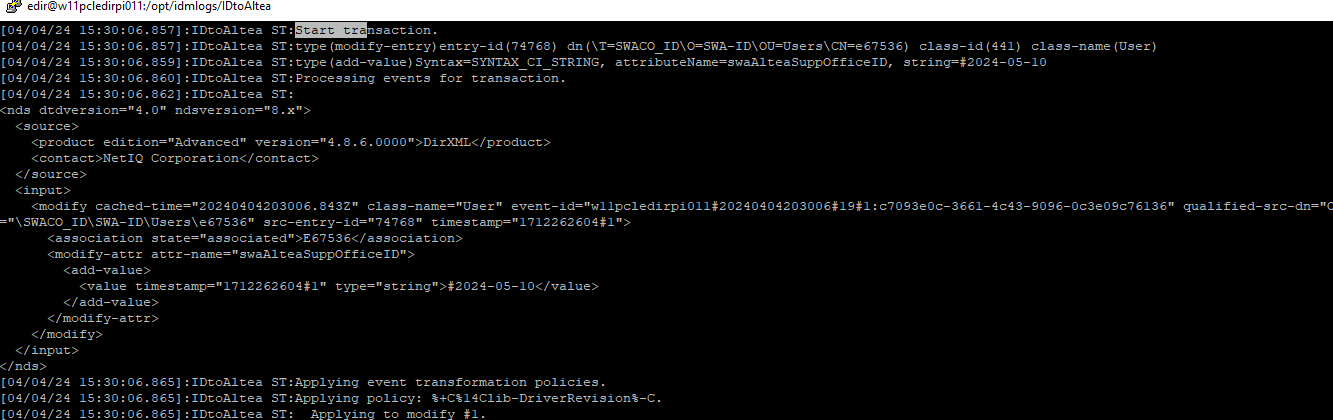 edir@w11pcledirpi011:/opt/idmlogs/IDtoAltea
[04/04/24 15:30:06.857]:IDtoAltea ST:Start transaction.
[04/04/24 15:30:06.857]:IDtoAltea ST:type(modify-entry)entry-id(74768) dn(\T=SWACO_ID\O=SWA-ID\OU=Users\CN=e67536) class-id(441) class-name(User)
[04/04/24 15:30:06.859]:IDtoAltea ST:type(add-value)Syntax=SYNTAX_CI_STRING, attributeName=swaAlteaSuppOfficeID, string=#2024-05-10
[04/04/24 15:30:06.860]:IDtoAltea ST:Processing events for transaction.
[04/04/24 15:30:06.862]:IDtoAltea ST:
<nds dtdversion="4.0" ndsversion="8.x">
  <source>
    <product edition="Advanced" version="4.8.6.0000">DirXML</product>
    <contact>NetIQ Corporation</contact>
  </source>
  <input>
    <modify cached-time="20240404203006.843Z" class-name="User" event-id="w11pcledirpi011#20240404203006#19#1:c7093e0c-3661-4c43-9096-0c3e09c76136" qualified-src-dn="O
="\SWACO_ID\SWA-ID\Users\e67536" src-entry-id="74768" timestamp="1712262604#1">
      <association state="associated">E67536</association>
      <modify-attr attr-name="swaAlteaSuppOfficeID">
        <add-value>
          <value timestamp="1712262604#1" type="string">#2024-05-10</value>
        </add-value>
      </modify-attr>
    </modify>
  </input>
</nds>
[04/04/24 15:30:06.865]:IDtoAltea ST:Applying event transformation policies.
[04/04/24 15:30:06.865]:IDtoAltea ST:Applying policy: %+C%14Clib-DriverRevision%-C.
[04/04/24 15:30:06.865]:IDtoAltea ST:  Applying to modify #1.